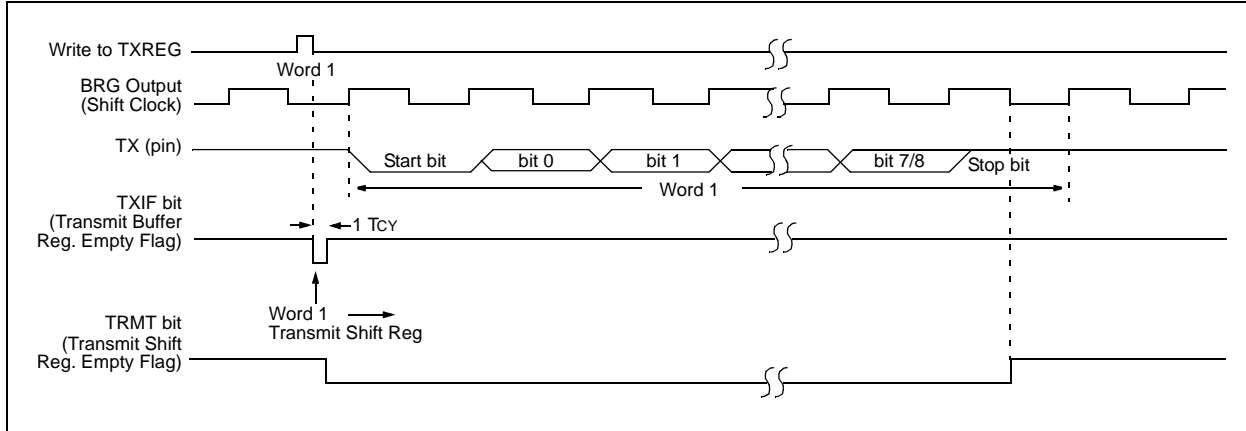 Write to TXREG
Word 1
BRG Output
(Shift Clock)
TX (pin)
Start bit
bit 0
bit 1
bit 7/8
Stop bit
Word 1
TXIF bit
(Transmit Buffer
Reg. Empty Flag)
1 TCY
Word 1
Transmit Shift Reg
TRMT bit
(Transmit Shift
Reg. Empty Flag)